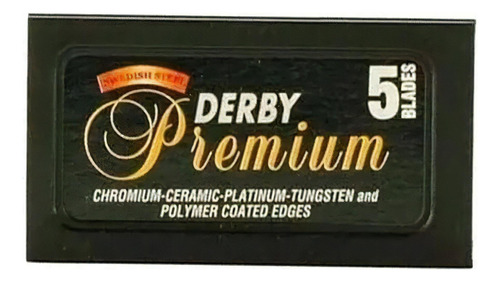 SWEDISH STEEL
DERBY
Premium
5
BLADES
CHROMIUM-CERAMIC-PLATINUM-TUNGSTEN and
POLYMER COATED EDGES